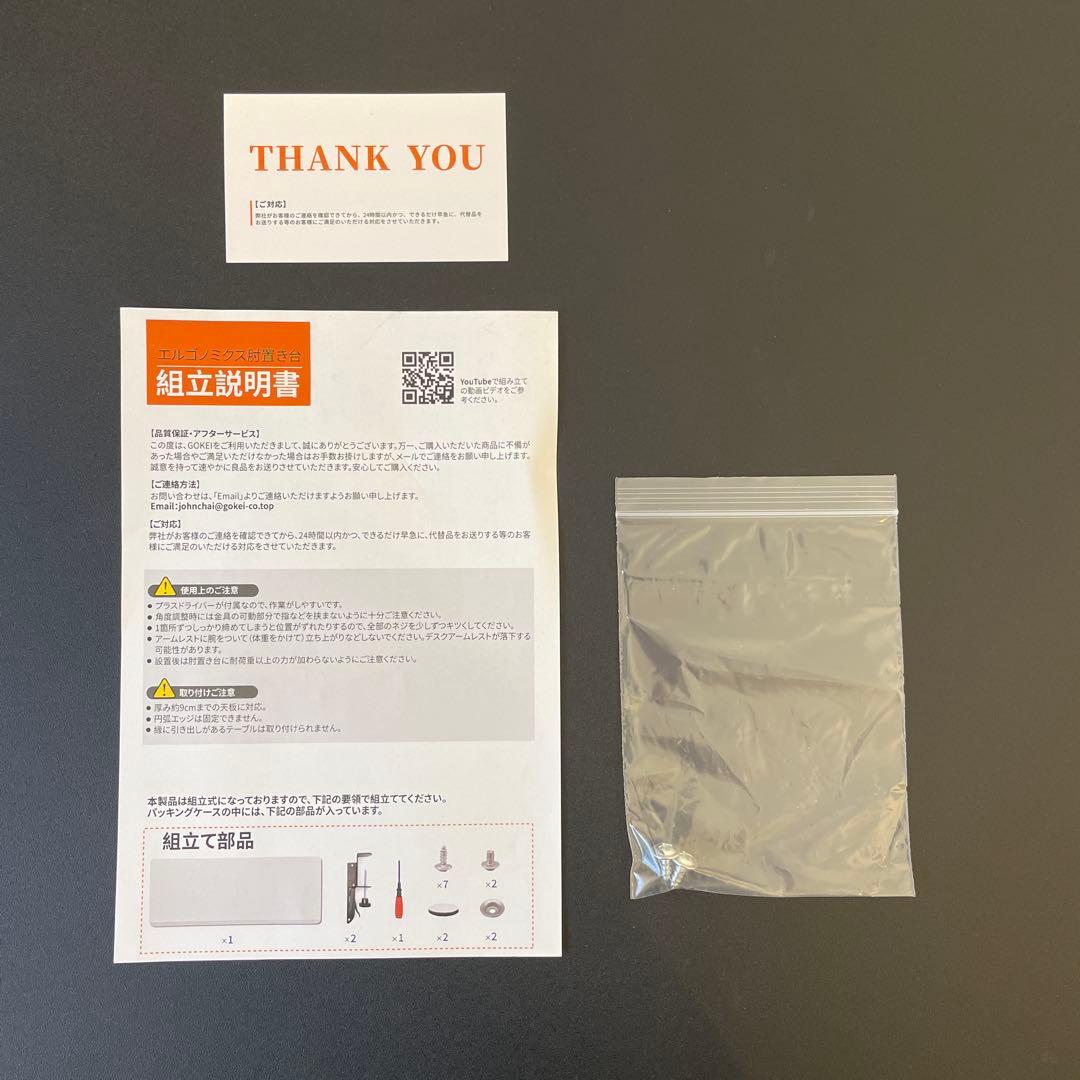 THANK YOU
【ご対応】
弊社がお客様のご連絡を確認できてから、24時間以内かつ、できるだけ早急に、代替品を
お送りする等のお客様にご満足のいただける対応をさせていただきます。
エルゴノミクス肘置き台
組立説明書
YouTubeで組み立て
の動画ビデオをご参
考ください。
【品質保証・アフターサービス】
この度は、GOKEIをご利用いただきまして、誠にありがとうございます。万一、ご購入いただいた商品に不備が
あった場合やご満足いただけなかった場合はお手数お掛けしますが、メールでご連絡をお願い申し上げます。
誠意を持って速やかに良品をお送りさせていただきます。安心してご購入ください。
【ご連絡方法】
お問い合わせは、「Email」よりご連絡いただけますようお願い申し上げます。
Email:johnchai@gokei-co.top
【ご対応】
弊社がお客様のご連絡を確認できてから、24時間以内かつ、できるだけ早急に、代替品をお送りする等のお客
様にご満足のいただける対応をさせていただきます。
使用上のご注意
● プラスドライバーが付属なので、作業がしやすいです。
● 角度調整時には金具の可動部分で指などを挟まないように十分ご注意ください。
● 1箇所ずつしっかり締めてしまうと位置がずれたりするので、全部のネジを少しずつキツくしてください。
● アームレストに腕をついて(体重をかけて)立ち上がりなどしないでください。デスクアームレストが落下する
可能性があります。
● 設置後は肘置き台に耐荷重以上の力が加わらないようにご注意ください。
取り付けご注意
● 厚み約9cmまでの天板に対応。
● 円弧エッジは固定できません。
● 縁に引き出しがあるテーブルは取り付けられません。
本製品は組立式になっておりますので、下記の要領で組立ててください。
パッキングケースの中には、下記の部品が入っています。
組立て部品
×7
×2
×1
×2
×1
×2
×2